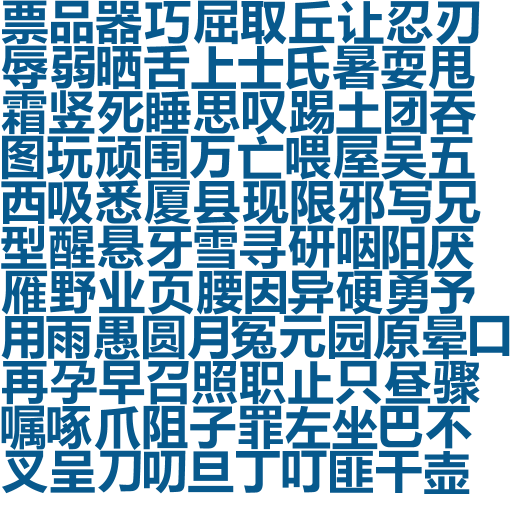 票品器巧屈取丘让忍刃
辱弱晒舌上士氏暑耍甩
霜竖死睡思叹踢土团吞
图玩顽围万亡喂屋吴五
西吸悉厦县现限邪写兄
型醒悬牙雪寻研咽阳厌
雁野业页腰因异硬勇予
用雨愚圆月冤元园原晕口
再孕早召照职止只昼骤
嘱啄爪阻子罪左坐巴不
叉呈刀叨旦丁叮匪干壶